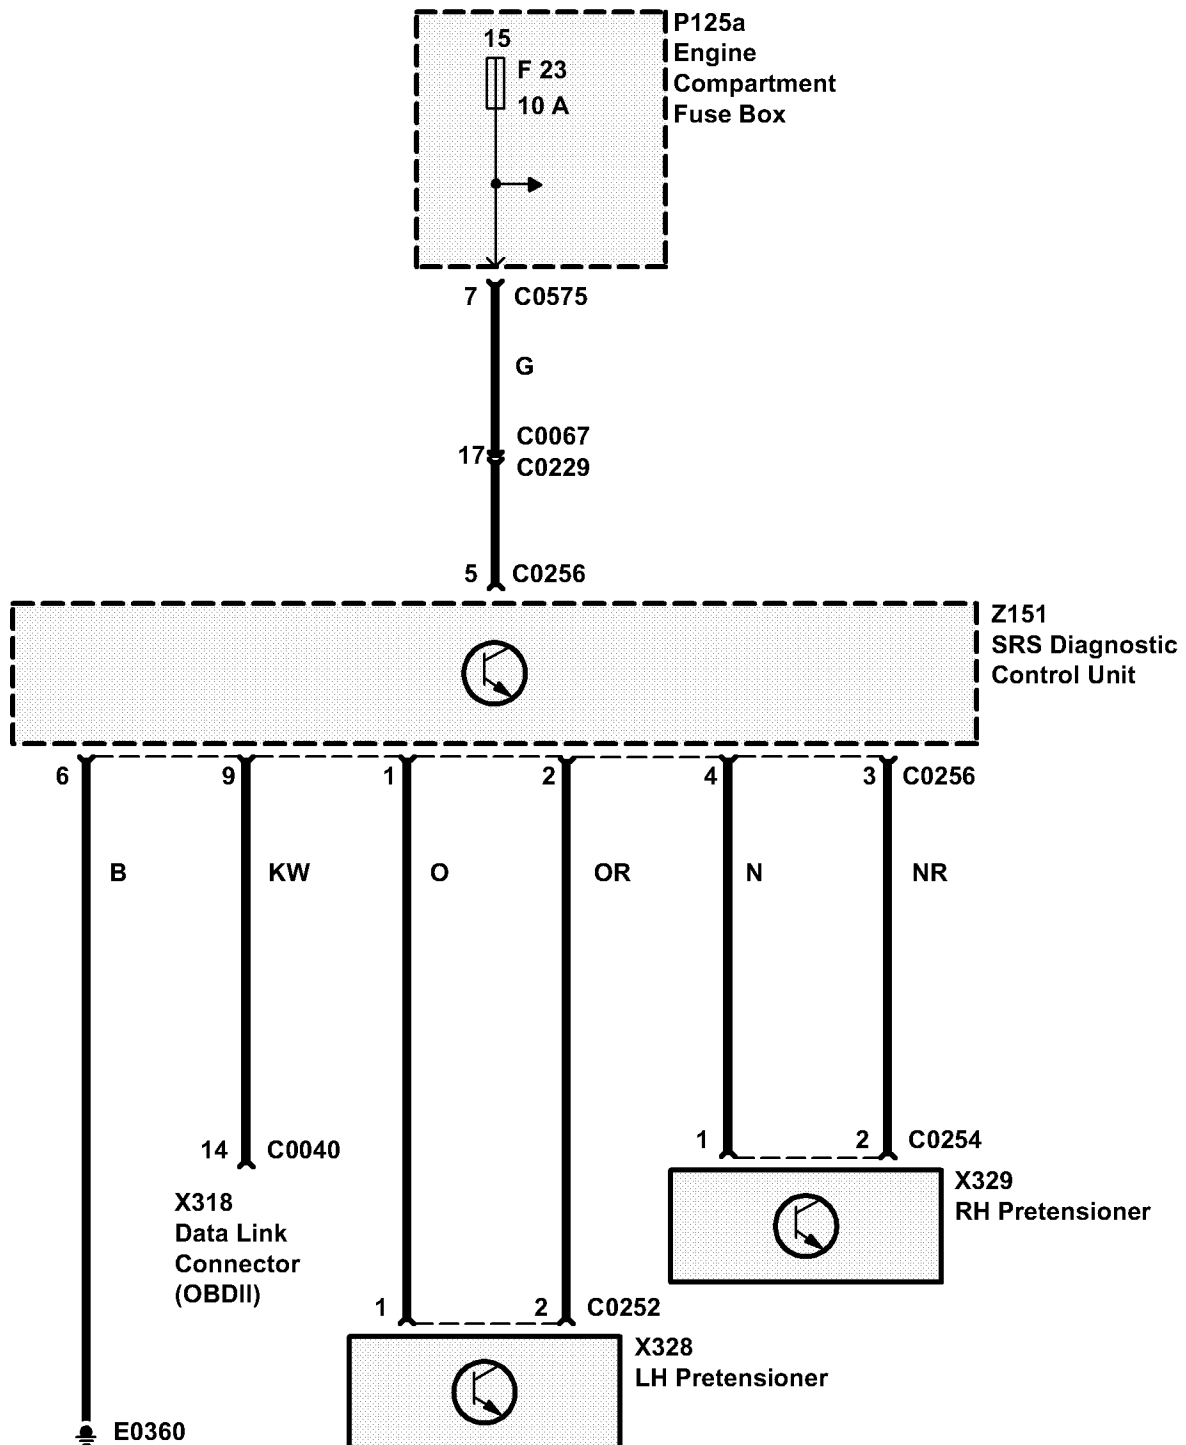 P125a
Engine
Compartment
Fuse Box
15
F 23
10 A
7 C0575
G
C0067
17
C0229
5 C0256
Z151
SRS Diagnostic
Control Unit
6 9 1 2 4 3 C0256
B KW O OR N NR
1 2 C0254
14 C0040
X329
RH Pretensioner
X318
Data Link
Connector
(OBDII)
1 2 C0252
X328
LH Pretensioner
E0360